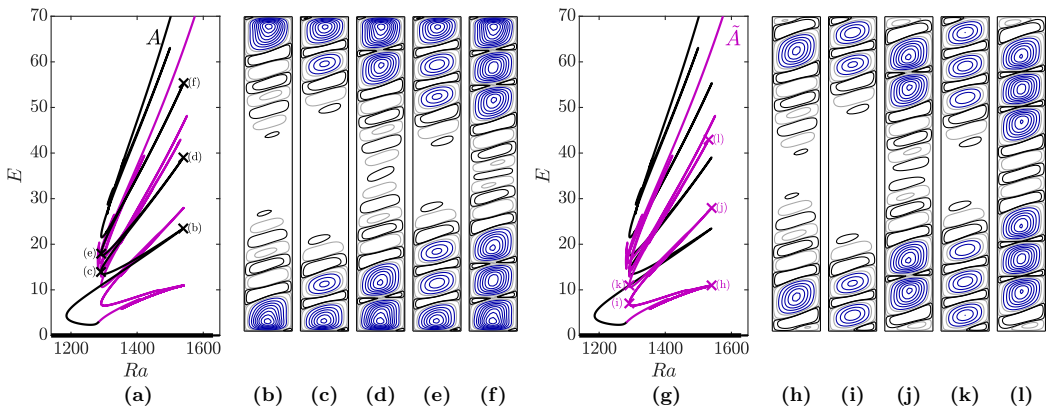 70
60
50
40
30
20
10
0
E
A
(f)
(d)
(b)
(e)
(c)
1200 1400 1600
Ra
(a) (b) (c) (d) (e) (f)
70
60
50
40
30
20
10
0
E
Ã
(l)
(j)
(k)
(h)
(i)
1200 1400 1600
Ra
(g) (h) (i) (j) (k) (l)